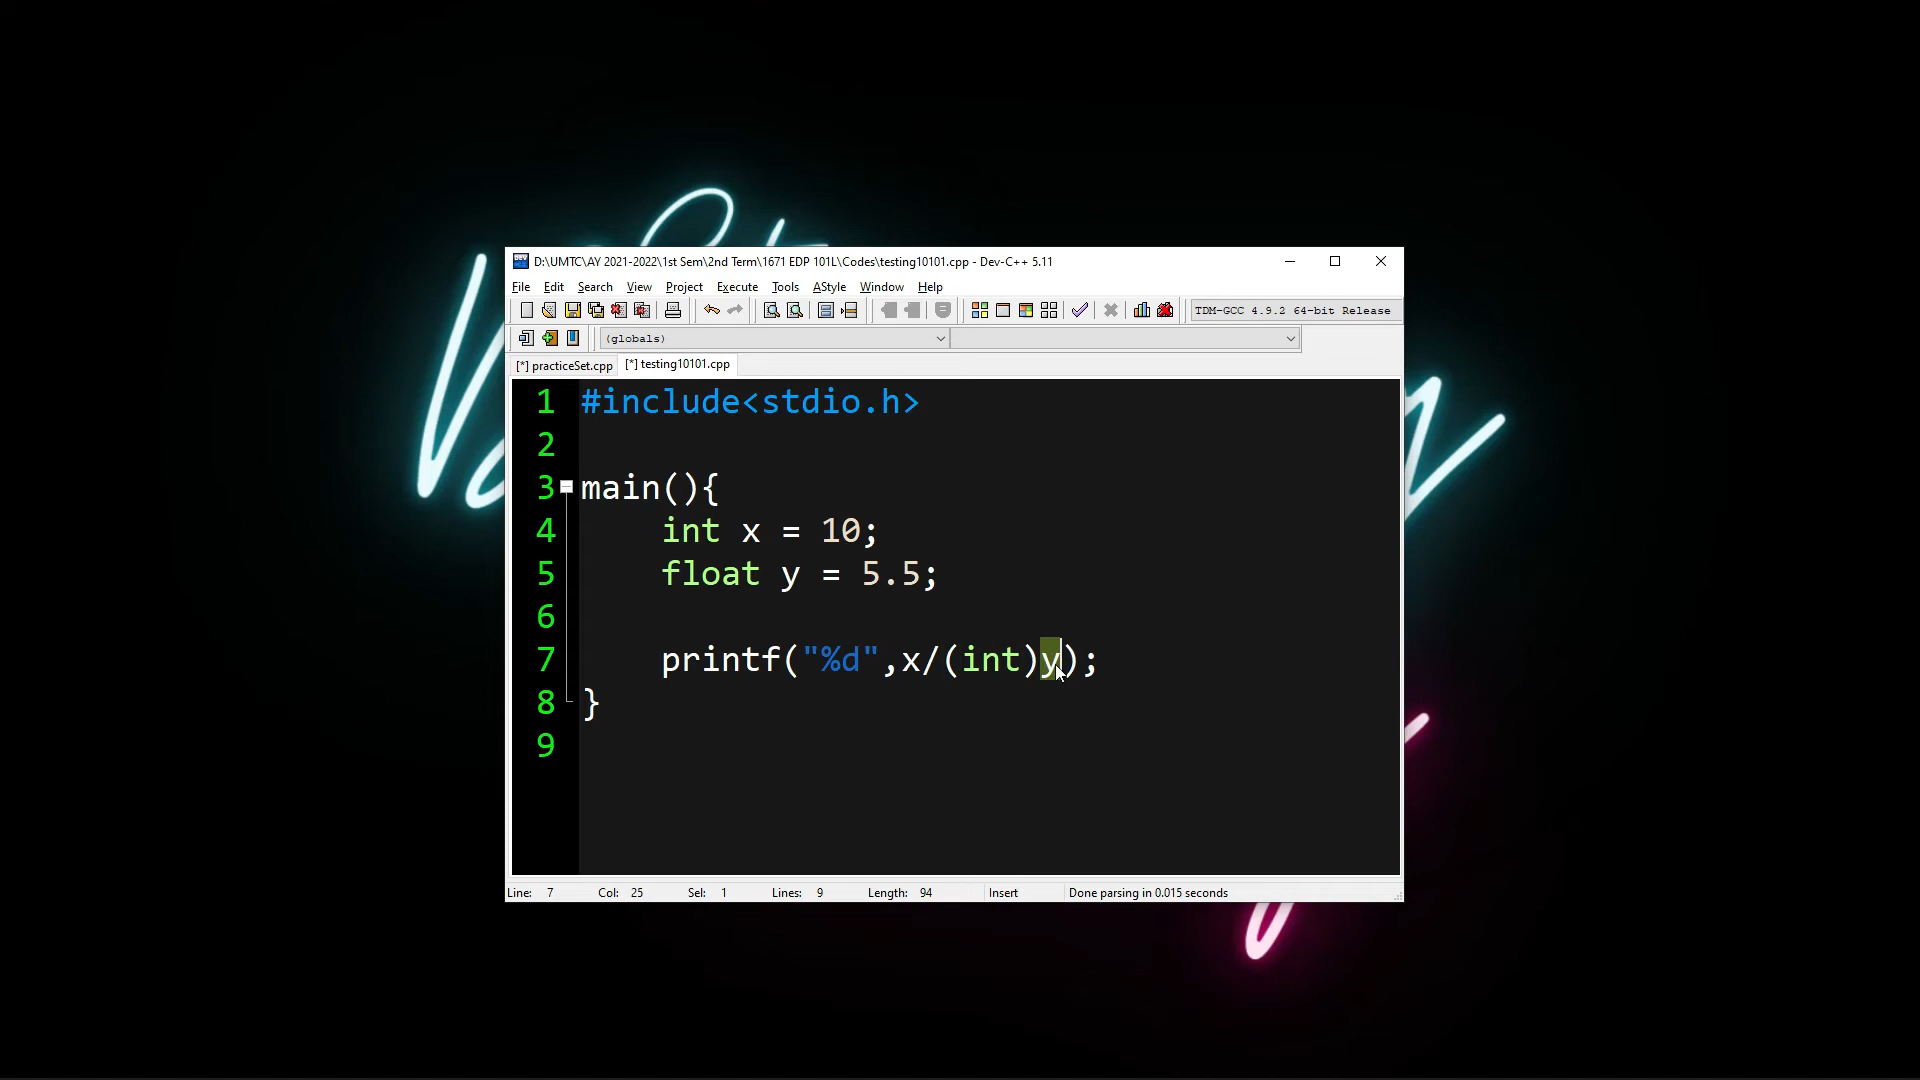 D:\UMTC\AY 2021-2022\1st Sem\2nd Term\1671 EDP 101L\Codes\testing10101.cpp - Dev-C++ 5.11
File Edit Search View Project Execute Tools AStyle Window Help
TDM-GCC 4.9.2 64-bit Release
(globals)
[*] practiceSet.cpp [*] testing10101.cpp
1 #include<stdio.h>
2
3 main(){
4 int x = 10;
5 float y = 5.5;
6
7 printf("%d",x/(int)y);
8 }
9
Line: 7 Col: 25 Sel: 1 Lines: 9 Length: 94 Insert Done parsing in 0.015 seconds